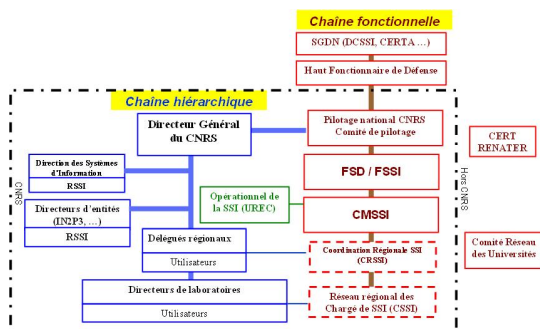 Chaîne fonctionnelle
SGDN (DCSSI, CERTA ...)
Haut Fonctionnaire de Défense
Chaîne hiérarchique
Directeur Général
du CNRS
Pilotage national CNRS
Comité de pilotage
CERT
RENATER
Direction des Systèmes
d'Information
RSSI
FSD / FSSI
CNRS
Hors CNRS
Opérationnel de
la SSI (UREC)
CMSSI
Directeurs d'entités
(IN2P3, ...)
RSSI
Délégués régionaux
Utilisateurs
Coordination Régionale SSI
(CRSSI)
Comité Réseau
des Universités
Directeurs de laboratoires
Utilisateurs
Réseau régional des
Chargé de SSI (CSSI)